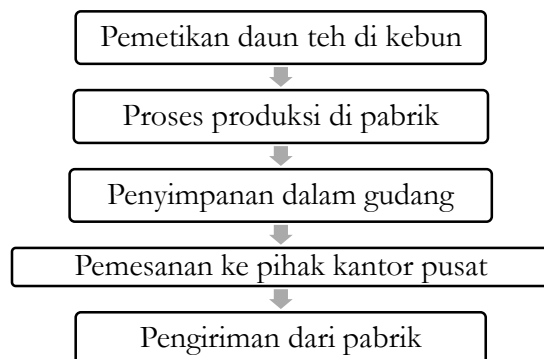 Pemetikan daun teh di kebun
Proses produksi di pabrik
Penyimpanan dalam gudang
Pemesanan ke pihak kantor pusat
Pengiriman dari pabrik